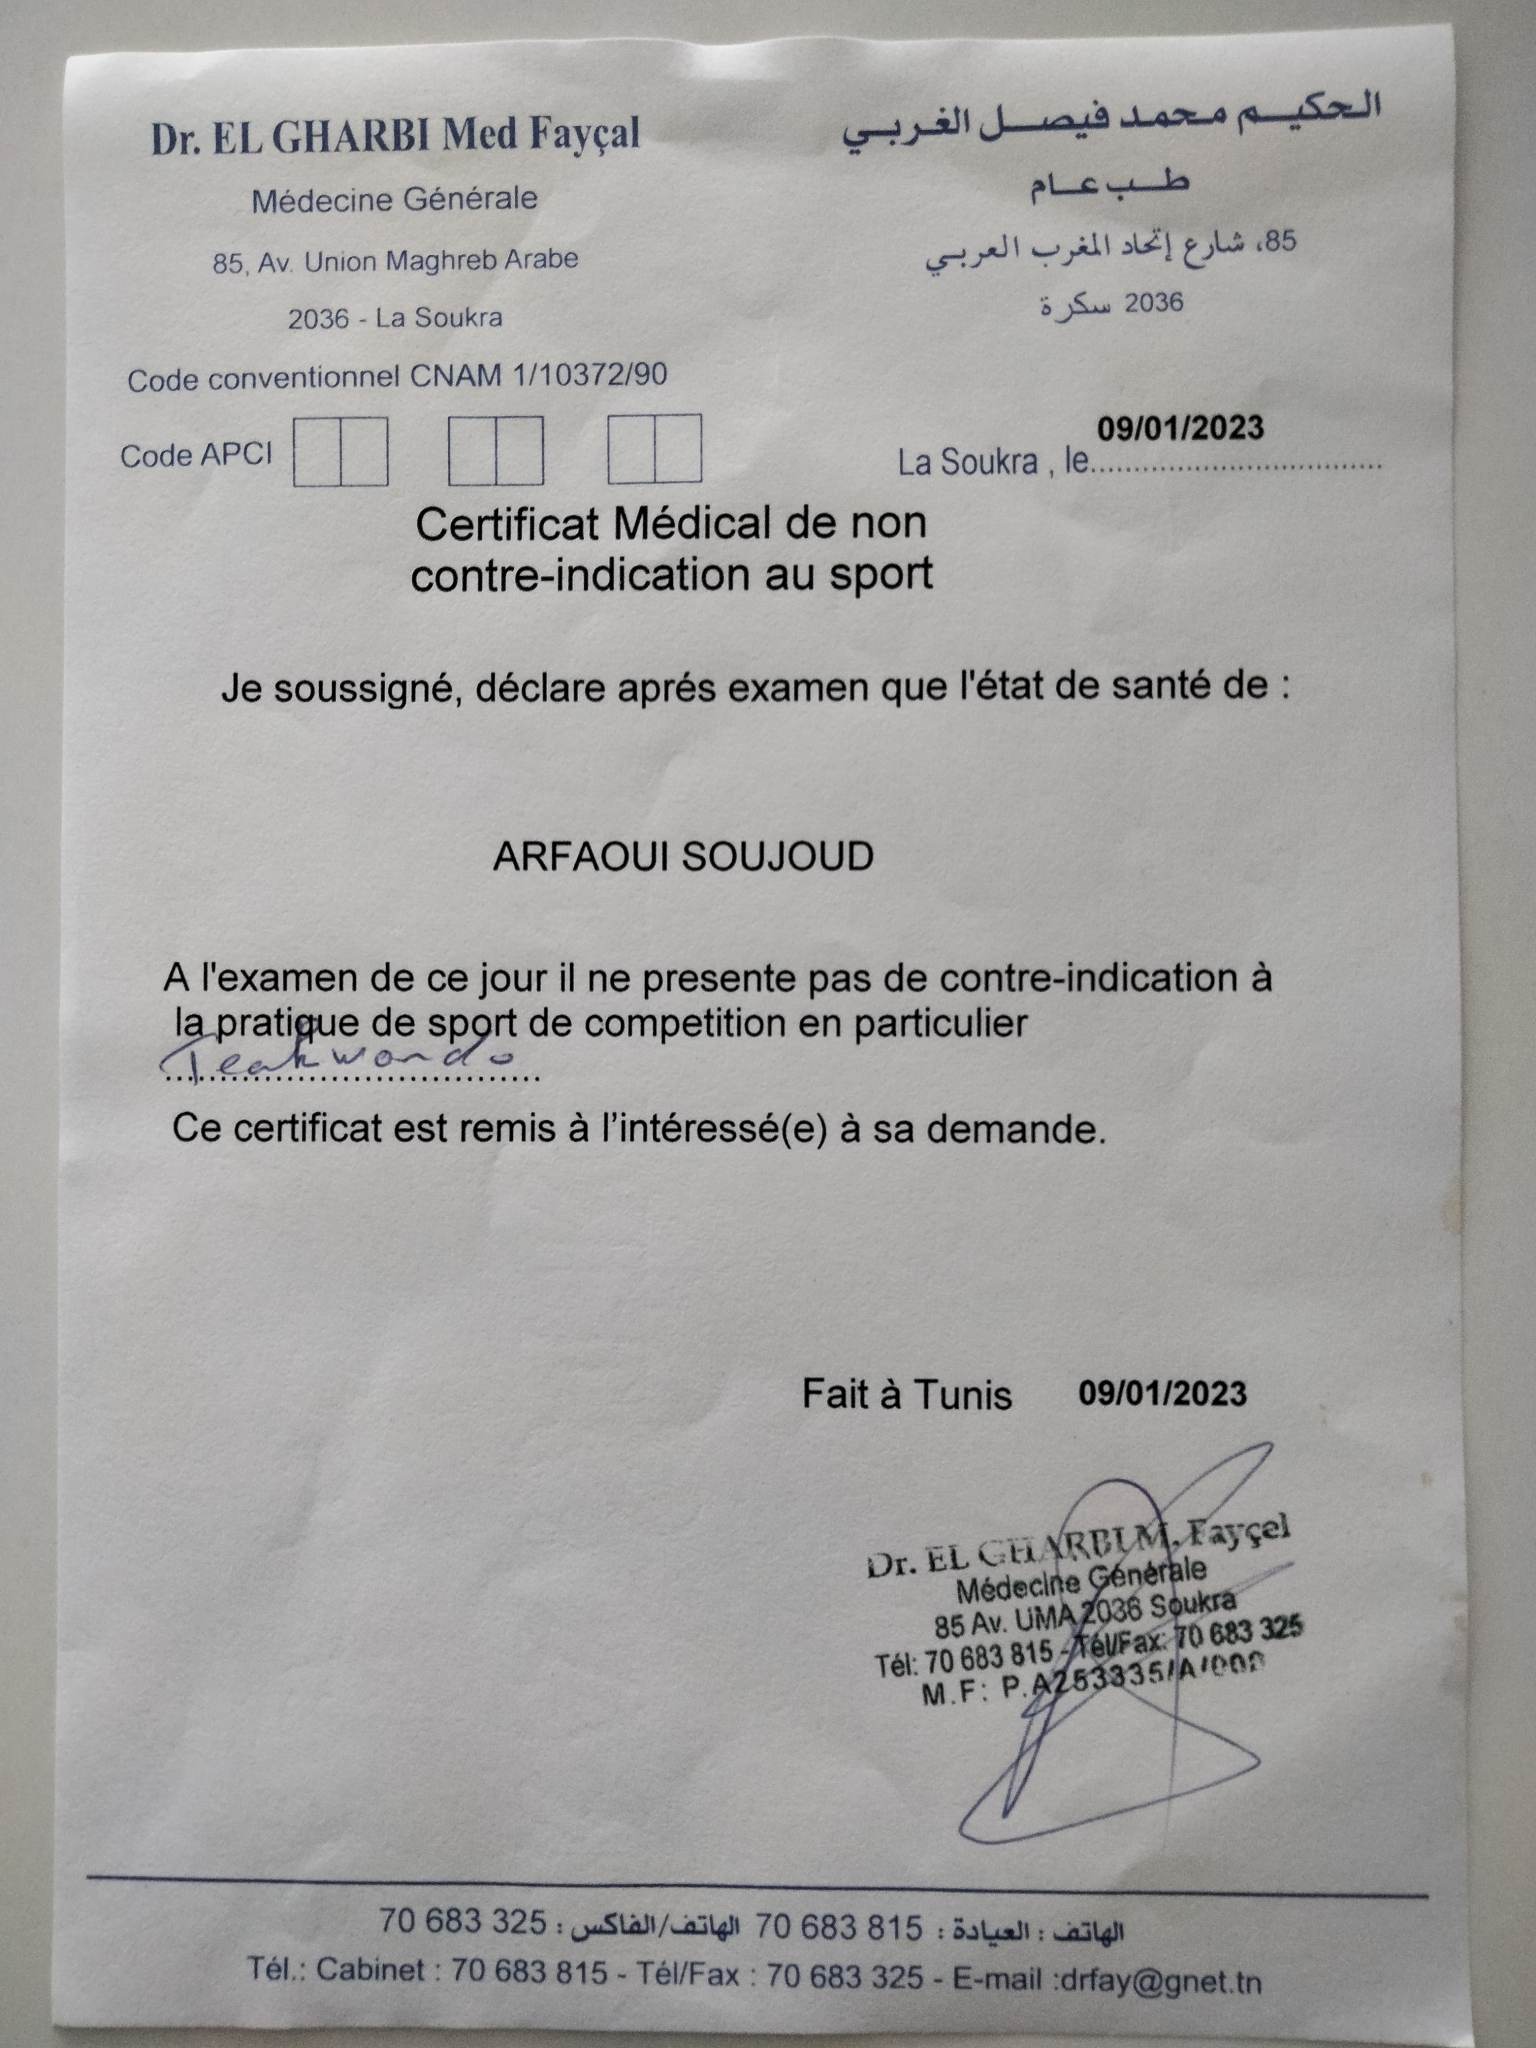 Dr. EL GHARBI Med Fayçal
Médecine Générale
85, Av. Union Maghreb Arabe
2036 - La Soukra
Code conventionnel CNAM 1/10372/90
Code APCI
الحكيم محمد فيصل الغربي
طب عام
85، شارع إتحاد المغرب العربي
2036 سكرة
09/01/2023
La Soukra , le..................................
Certificat Médical de non
contre-indication au sport
Je soussigné, déclare aprés examen que l'état de santé de :
ARFAOUI SOUJOUD
A l'examen de ce jour il ne presente pas de contre-indication à
la pratique de sport de competition en particulier
Teakwondo
Ce certificat est remis à l’intéressé(e) à sa demande.
Fait à Tunis 09/01/2023
Dr. EL GHARBI M. Fayçel
Médecine Générale
85 Av. UMA 2036 Soukra
Tél: 70 683 815 - Tél/Fax: 70 683 325
M.F: P.A253335/A/000
الهاتف : العيادة : 815 683 70 الهاتف/الفاكس : 325 683 70
Tél.: Cabinet : 70 683 815 - Tél/Fax : 70 683 325 - E-mail :drfay@gnet.tn